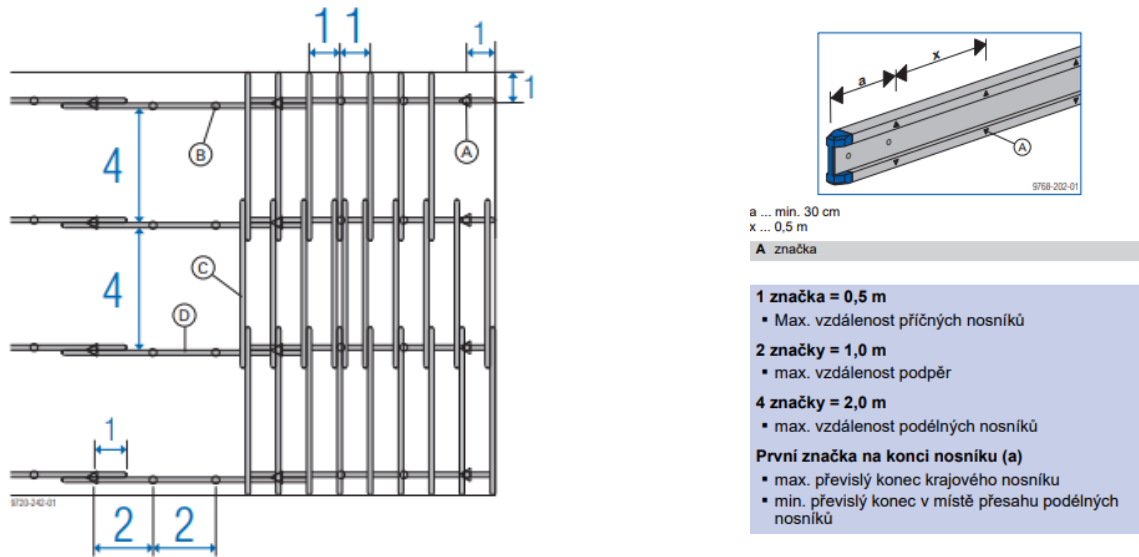 1 1 1
1
B
A
4
C
4
D
1
2 2
9720-242-01
a
x
A
9768-202-01
a ... min. 30 cm
x ... 0,5 m
A značka
1 značka = 0,5 m
▪ Max. vzdálenost příčných nosníků
2 značky = 1,0 m
▪ max. vzdálenost podpěr
4 značky = 2,0 m
▪ max. vzdálenost podélných nosníků
První značka na konci nosníku (a)
▪ max. převislý konec krajového nosníku
▪ min. převislý konec v místě přesahu podélných
nosníků